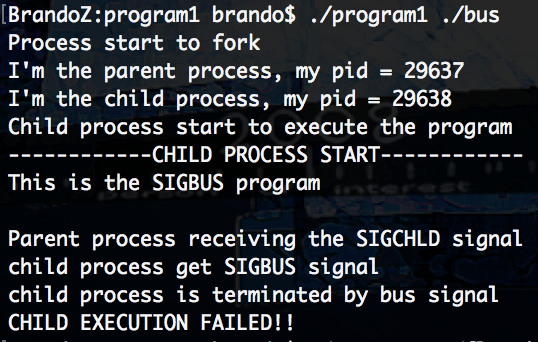 [BrandoZ:program1 brando$ ./program1 ./bus
Process start to fork
I'm the parent process, my pid = 29637
I'm the child process, my pid = 29638
Child process start to execute the program
------------CHILD PROCESS START------------
This is the SIGBUS program
Parent process receiving the SIGCHLD signal
child process get SIGBUS signal
child process is terminated by bus signal
CHILD EXECUTION FAILED!!